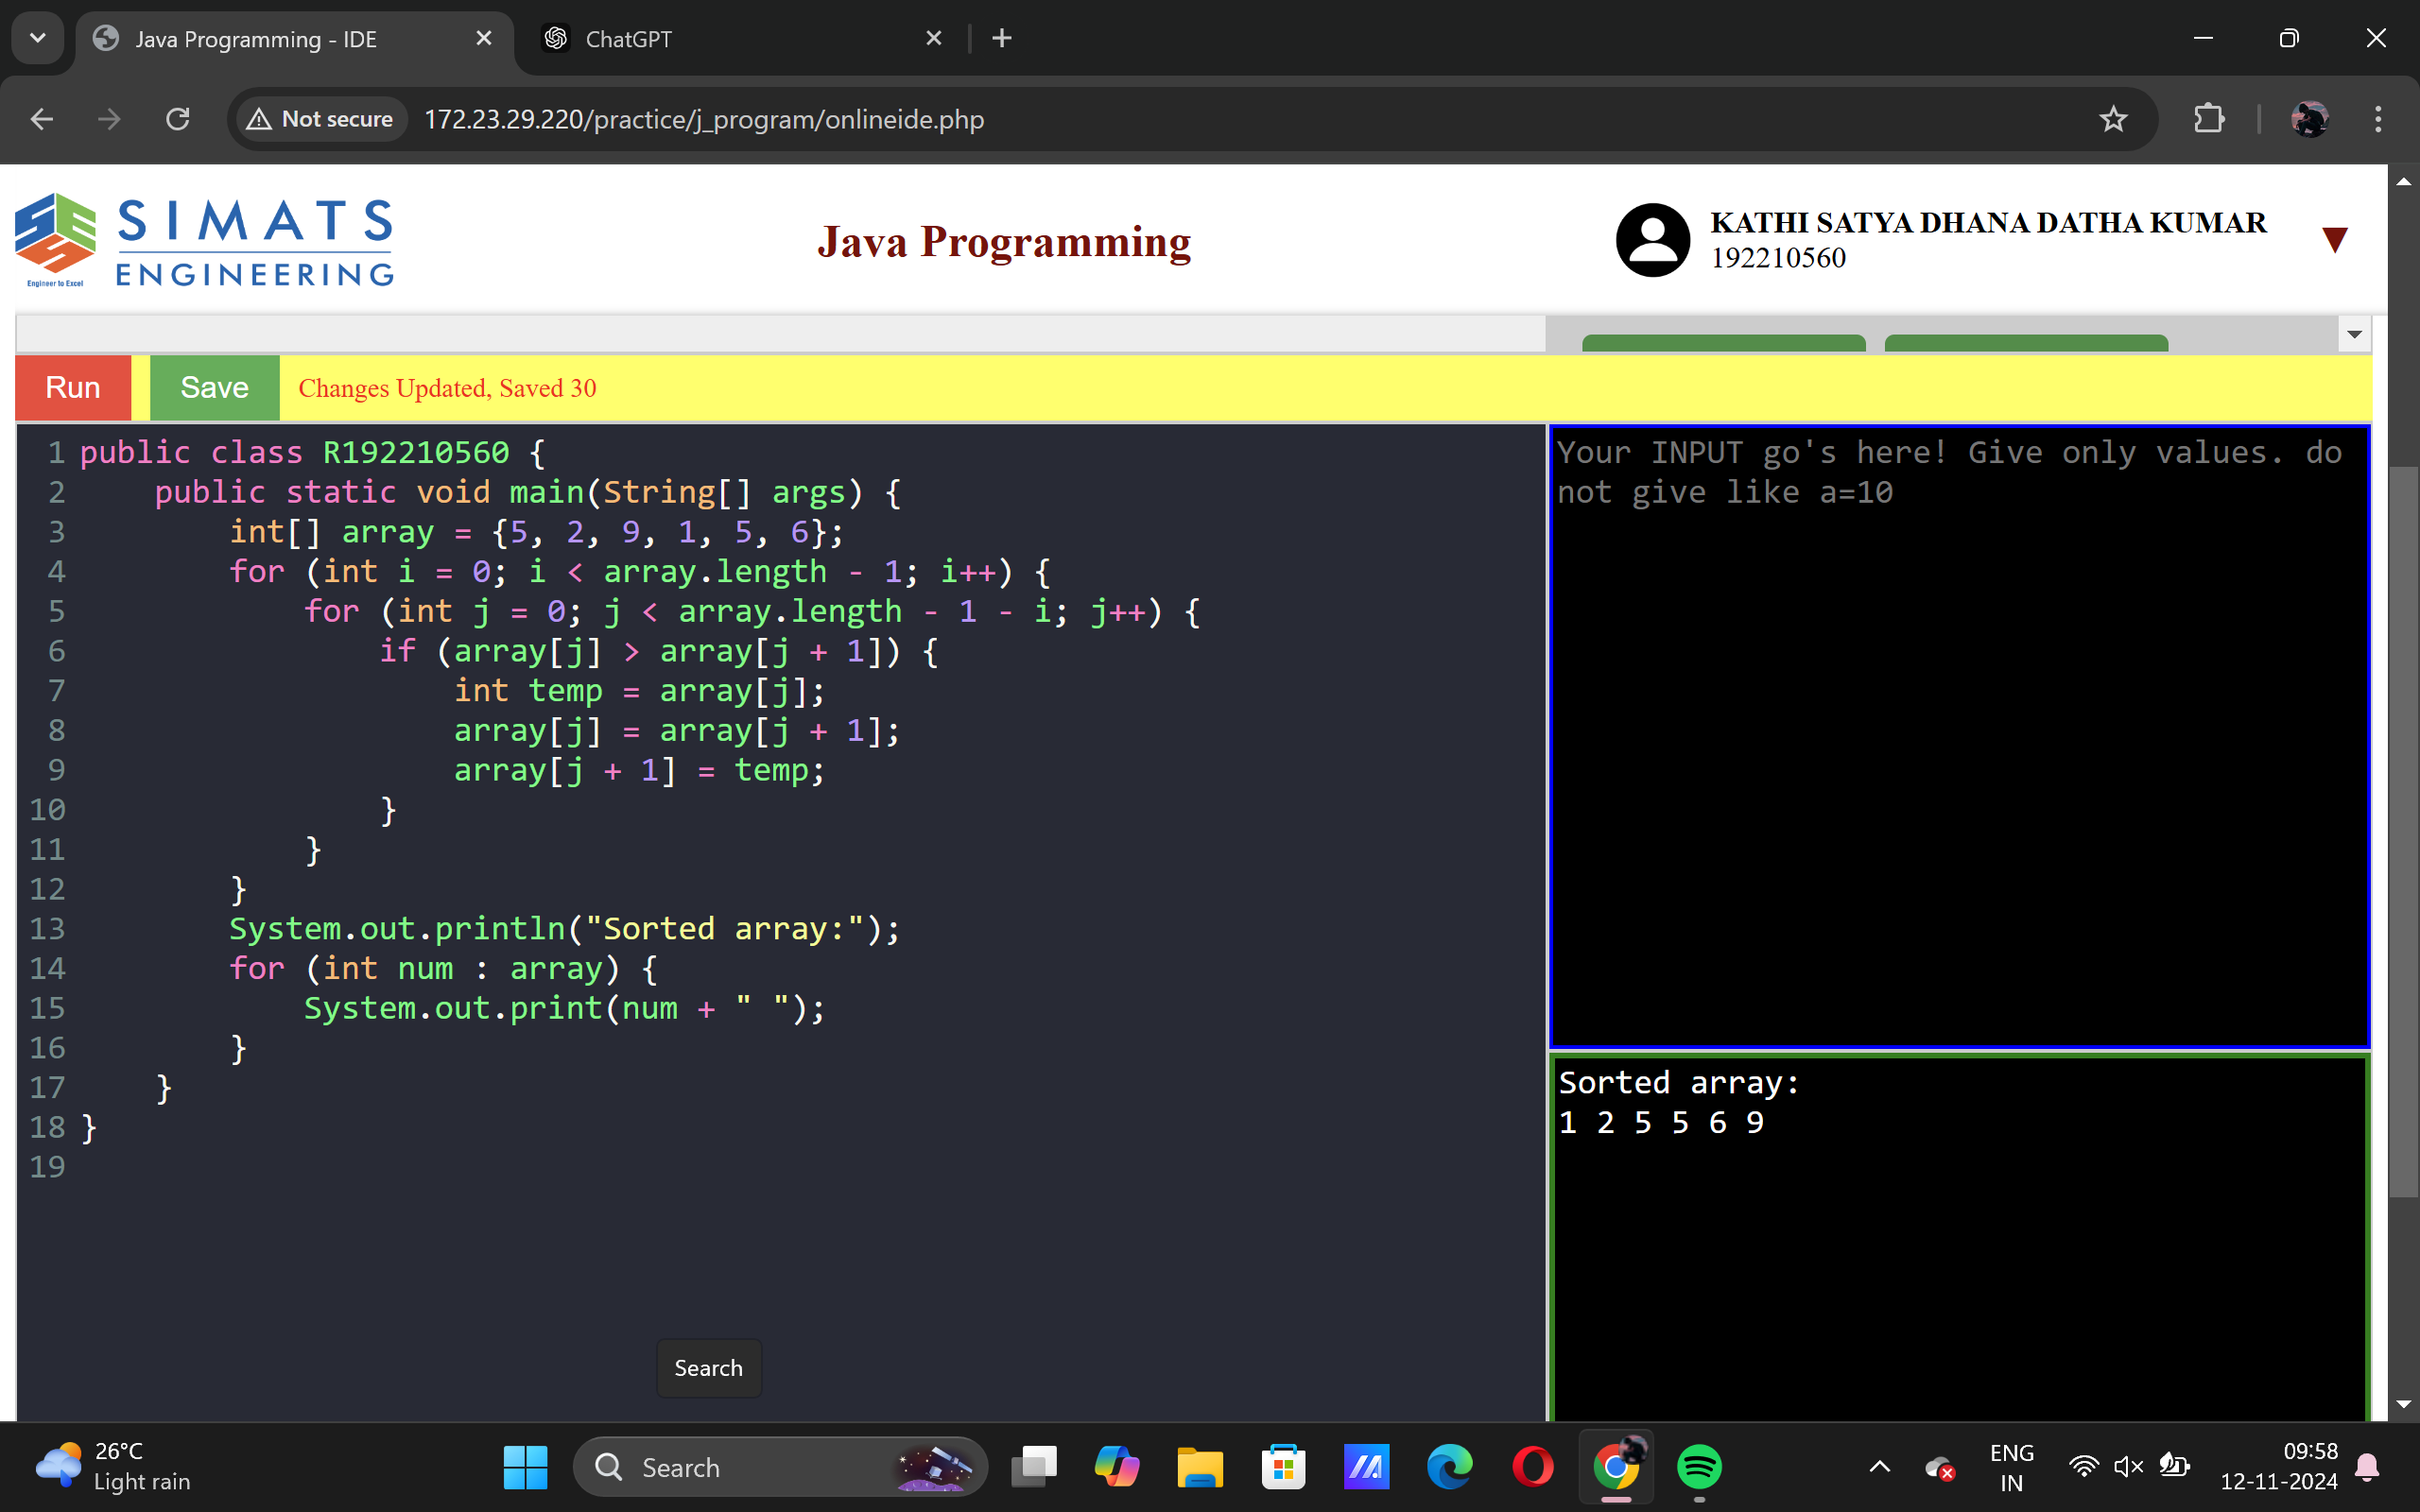 Java Programming - IDE
ChatGPT
Not secure
172.23.29.220/practice/j_program/onlineide.php
SIMATS
ENGINEERING
Engineer to Excel
Java Programming
KATHI SATYA DHANA DATHA KUMAR
192210560
Run
Save
Changes Updated, Saved 30
1 public class R192210560 {
2     public static void main(String[] args) {
3         int[] array = {5, 2, 9, 1, 5, 6};
4         for (int i = 0; i < array.length - 1; i++) {
5             for (int j = 0; j < array.length - 1 - i; j++) {
6                 if (array[j] > array[j + 1]) {
7                     int temp = array[j];
8                     array[j] = array[j + 1];
9                     array[j + 1] = temp;
10                 }
11             }
12         }
13         System.out.println("Sorted array:");
14         for (int num : array) {
15             System.out.print(num + " ");
16         }
17     }
18 }
19
Your INPUT go's here! Give only values. do
not give like a=10
Sorted array:
1 2 5 5 6 9
Search
26°C
Light rain
Search
ENG
IN
09:58
12-11-2024